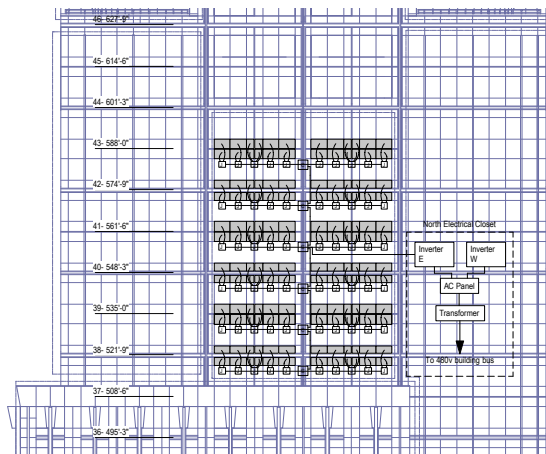 46- 627'-9"
45- 614'-6"
44- 601'-3"
43- 588'-0"
42- 574'-9"
41- 561'-6"
40- 548'-3"
39- 535'-0"
38- 521'-9"
37- 508'-6"
36- 495'-3"
North Electrical Closet
Inverter
E
Inverter
W
AC Panel
Transformer
To 480v building bus